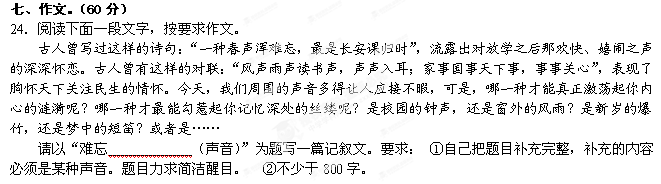 七、作文。（60 分）
24．阅读下面一段文字，按要求作文。
古人曾写过这样的诗句：“一种春声浑难忘，最是长安课归时”，流露出对放学之后那欢快、嬉闹之声
的深深怀恋。古人曾有这样的对联：“风声雨声读书声，声声入耳；家事国事天下事，事事关心”，表现了
胸怀天下关注民生的情怀。今天，我们周围的声音多得让人应接不暇，可是，哪一种才能真正激荡起你内
心的涟漪呢？哪一种才最能勾惹起你记忆深处的丝缕呢？是校园的钟声，还是窗外的风雨？是新岁的爆
竹，还是梦中的短笛？或者是……
请以“难忘______________（声音）”为题写一篇记叙文。要求： ①自己把题目补充完整，补充的内容
必须是某种声音。题目力求简洁醒目。 ②不少于 800 字。